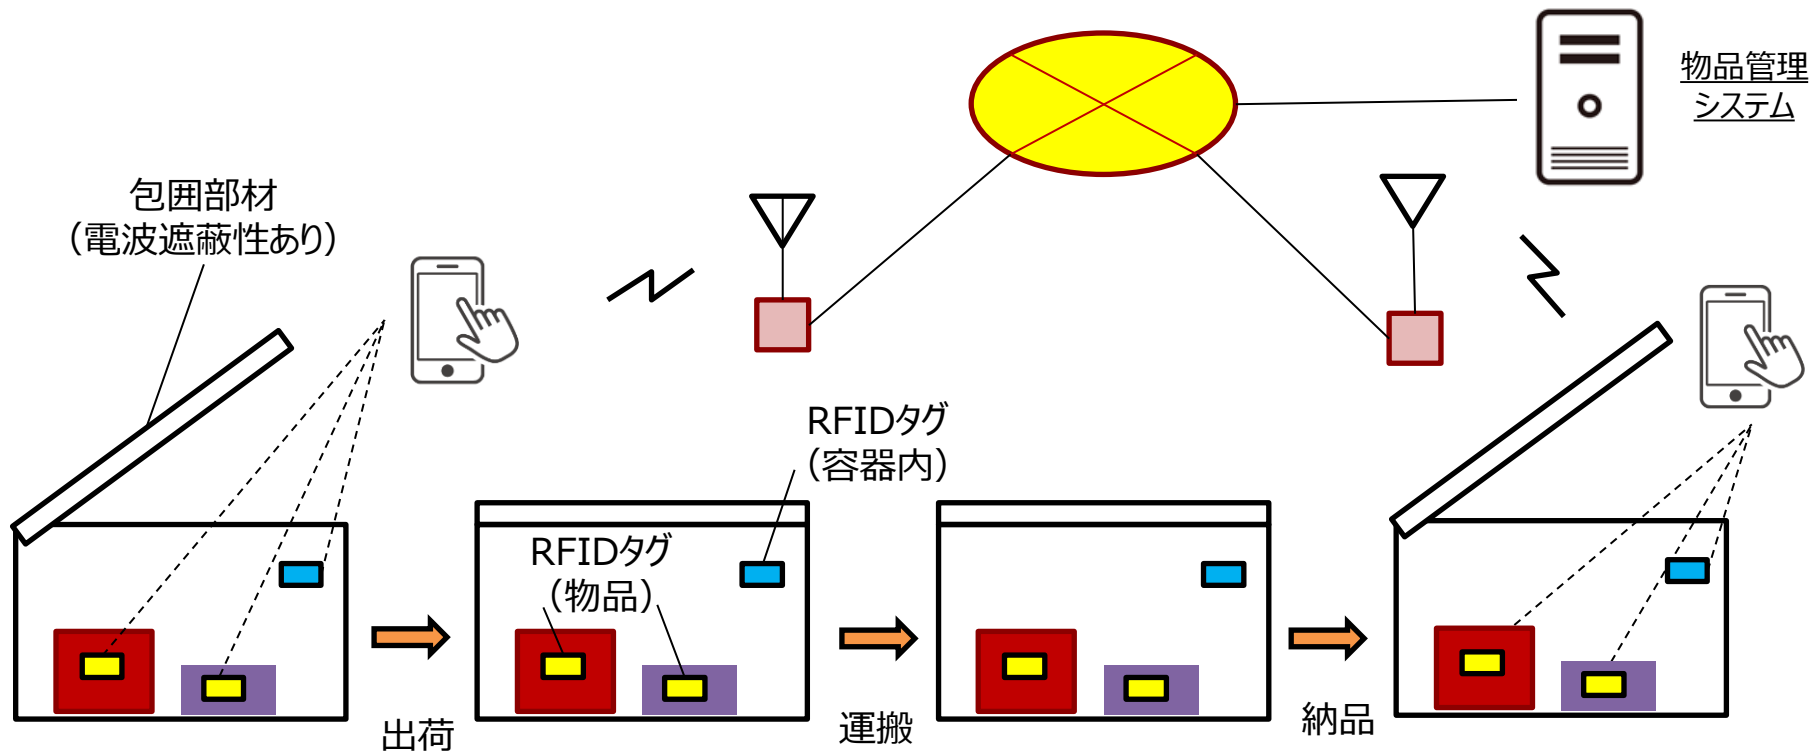 物品管理
システム
包囲部材
（電波遮蔽性あり）
RFIDタグ
（容器内）
RFIDタグ
（物品）
出荷
運搬
納品